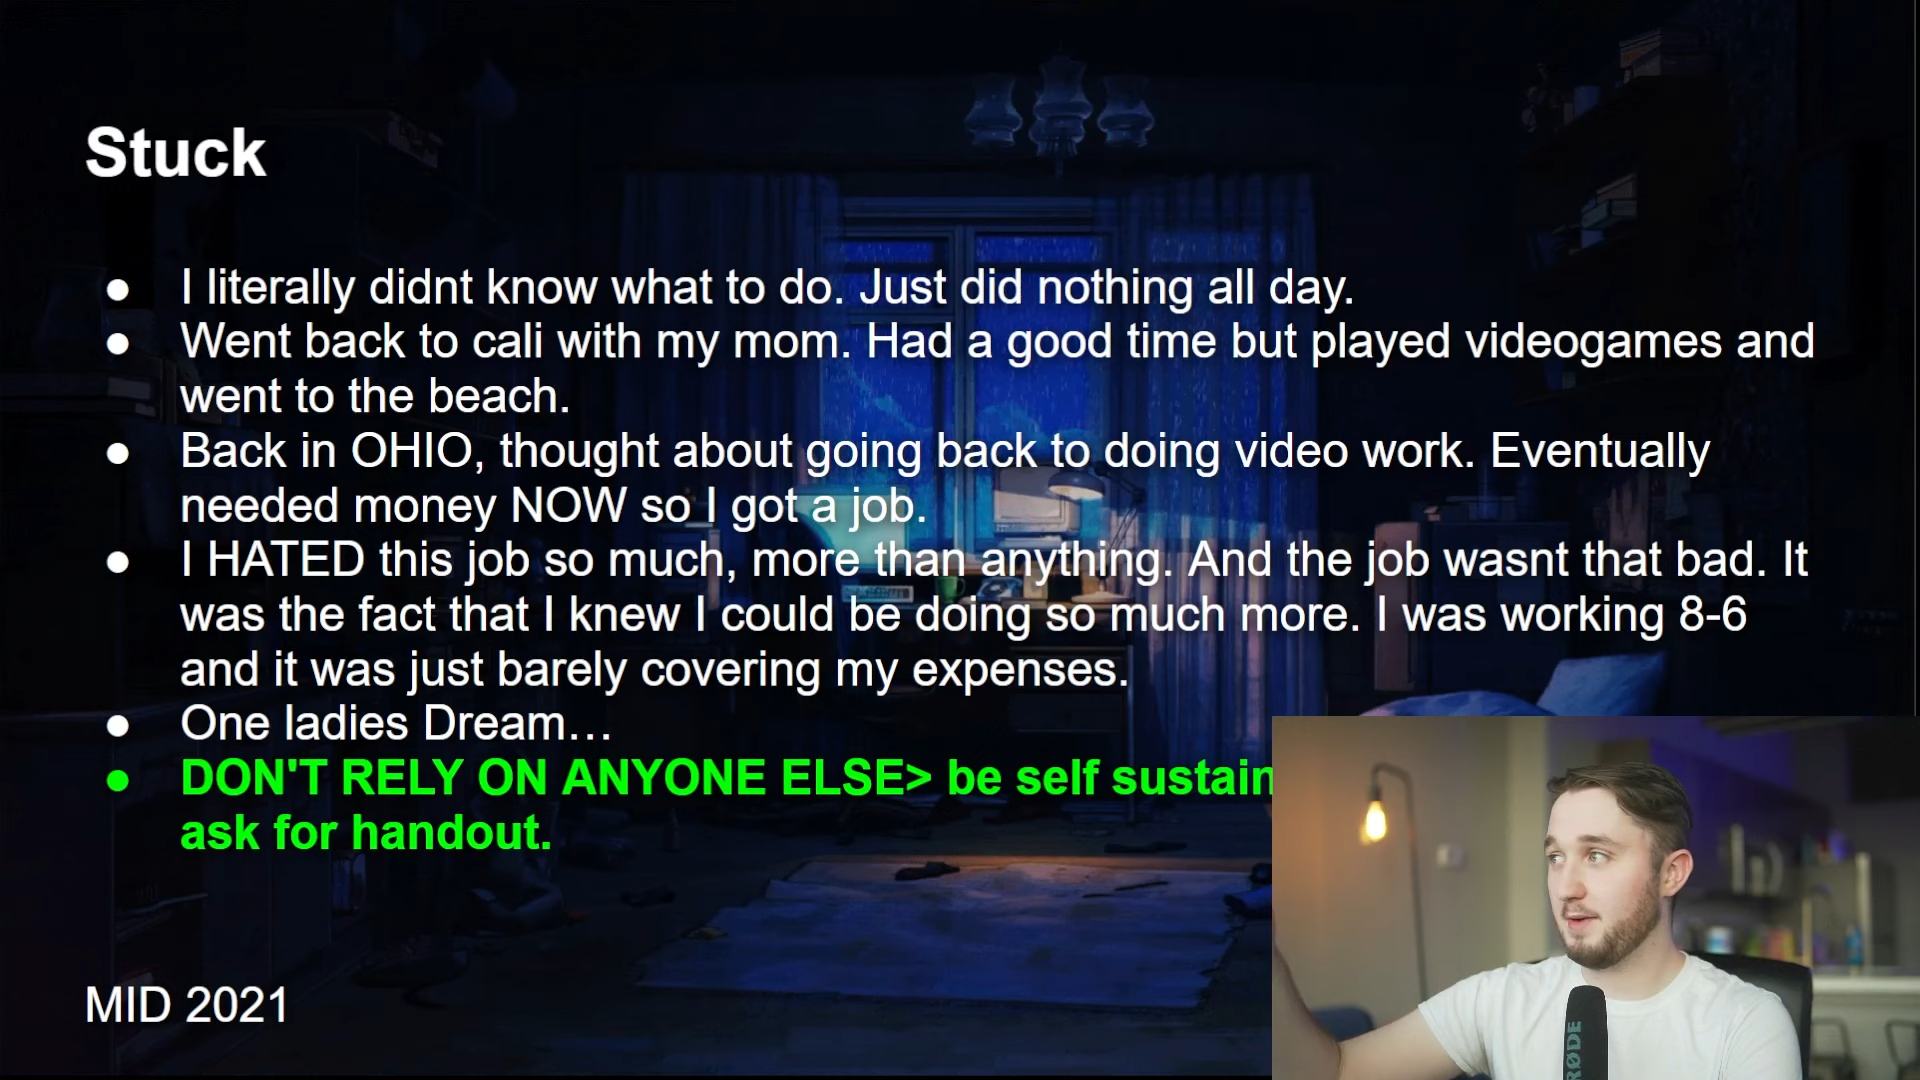 Stuck
● I literally didnt know what to do. Just did nothing all day.
● Went back to cali with my mom. Had a good time but played videogames and
went to the beach.
● Back in OHIO, thought about going back to doing video work. Eventually
needed money NOW so I got a job.
● I HATED this job so much, more than anything. And the job wasnt that bad. It
was the fact that I knew I could be doing so much more. I was working 8-6
and it was just barely covering my expenses.
● One ladies Dream…
● DON'T RELY ON ANYONE ELSE> be self sustain
ask for handout.
MID 2021
RØDE